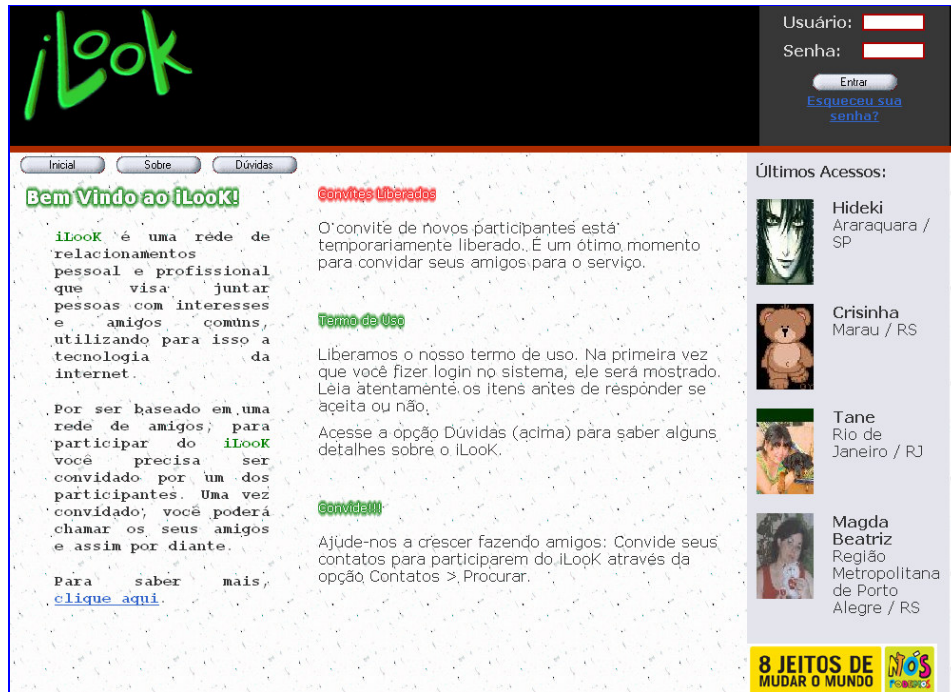 iLooK
Usuário:
Senha:
Entrar
Esqueceu sua
senha?
Inicial
Sobre
Dúvidas
Bem Vindo ao iLooK!
iLooK é uma rede de
relacionamentos
pessoal e profissional
que visa juntar
pessoas com interesses
e amigos comuns,
utilizando para isso a
tecnologia da
internet.
Por ser baseado em uma
rede de amigos, para
participar do iLooK
você precisa ser
convidado por um dos
participantes. Uma vez
convidado, você poderá
chamar os seus amigos
e assim por diante.
Para saber mais,
clique aqui.
Convites Liberados
O convite de novos participantes está
temporariamente liberado. É um ótimo momento
para convidar seus amigos para o serviço.
Termo de Uso
Liberamos o nosso termo de uso. Na primeira vez
que você fizer login no sistema, ele será mostrado.
Leia atentamente os itens antes de responder se
aceita ou não.
Acesse a opção Dúvidas (acima) para saber alguns
detalhes sobre o iLooK.
Convide!!!
Ajude-nos a crescer fazendo amigos: Convide seus
contatos para participarem do iLooK através da
opção Contatos > Procurar.
Últimos Acessos:
Hideki
Araraquara /
SP
Crisinha
Marau / RS
Tane
Rio de
Janeiro / RJ
Magda
Beatriz
Região
Metropolitana
de Porto
Alegre / RS
8 JEITOS DE
MUDAR O MUNDO
NÓS
PODEMOS